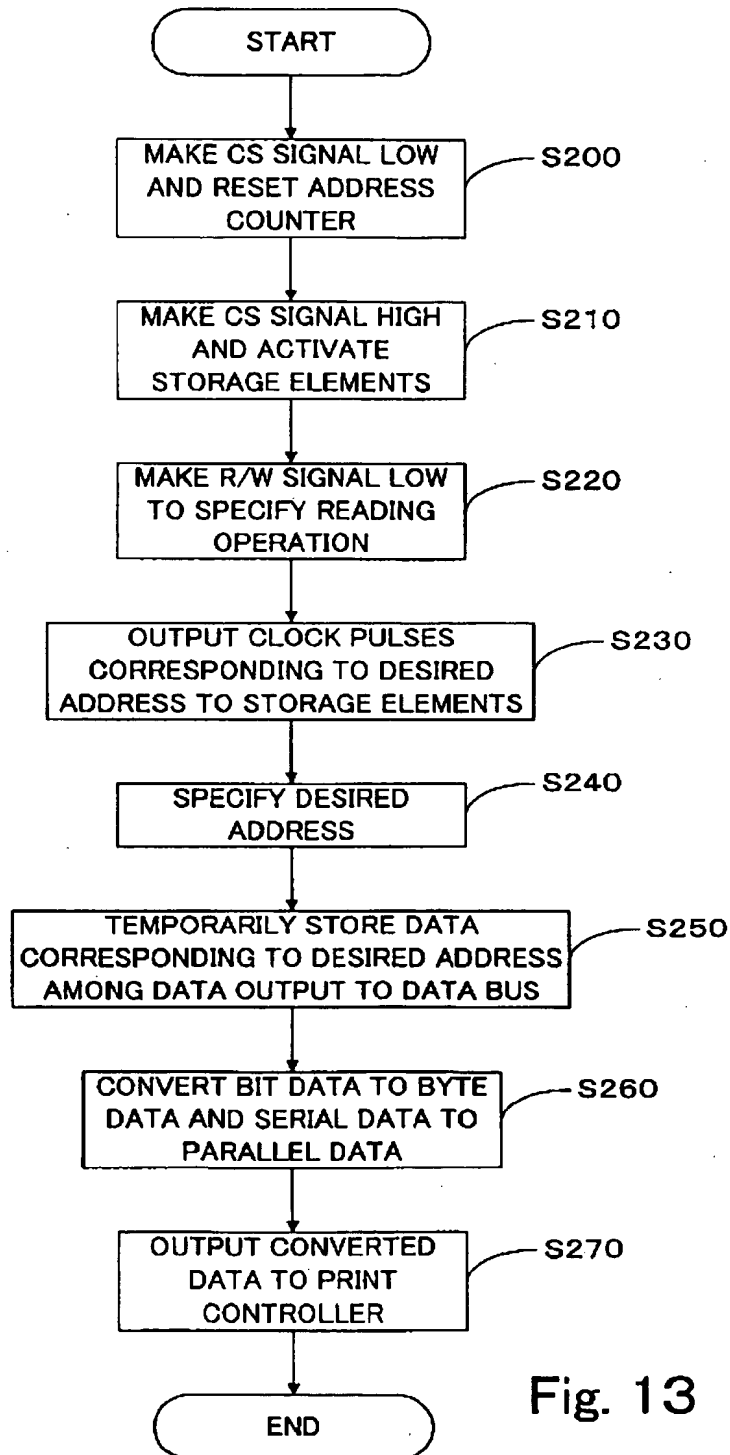 START
MAKE CS SIGNAL LOW
AND RESET ADDRESS
COUNTER
S200
MAKE CS SIGNAL HIGH
AND ACTIVATE
STORAGE ELEMENTS
S210
MAKE R/W SIGNAL LOW
TO SPECIFY READING
OPERATION
S220
OUTPUT CLOCK PULSES
CORRESPONDING TO DESIRED
ADDRESS TO STORAGE ELEMENTS
S230
SPECIFY DESIRED
ADDRESS
S240
TEMPORARILY STORE DATA
CORRESPONDING TO DESIRED ADDRESS
AMONG DATA OUTPUT TO DATA BUS
S250
CONVERT BIT DATA TO BYTE
DATA AND SERIAL DATA TO
PARALLEL DATA
S260
OUTPUT CONVERTED
DATA TO PRINT
CONTROLLER
S270
END
Fig. 13